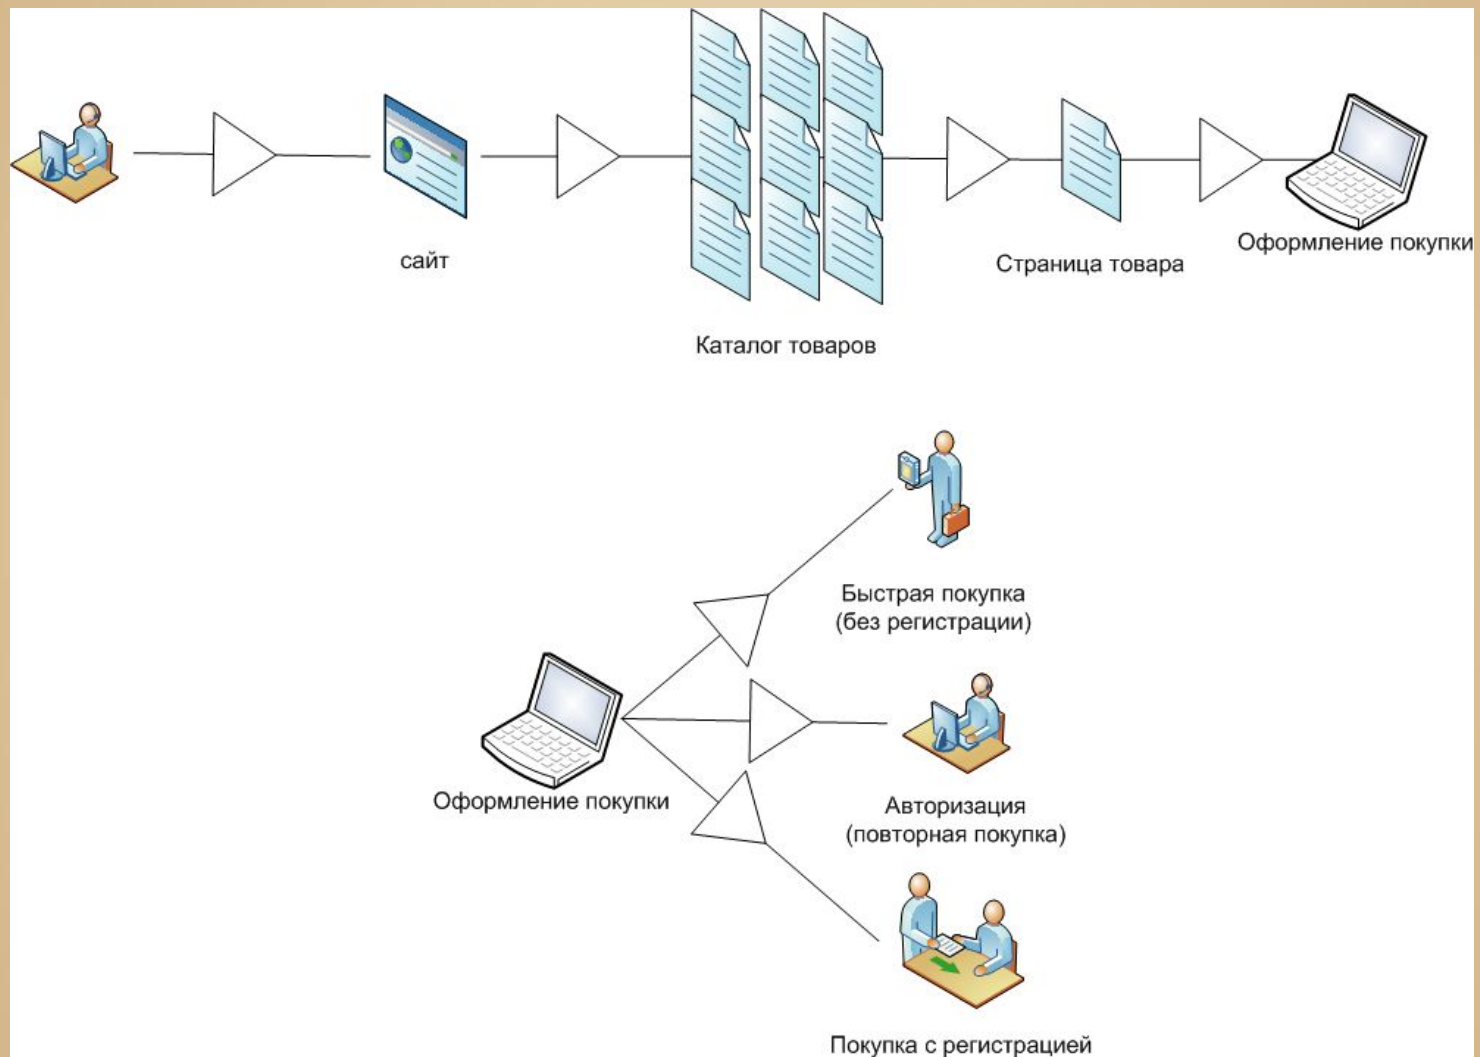 сайт
Каталог товаров
Страница товара
Оформление покупки
Быстрая покупка
(без регистрации)
Оформление покупки
Авторизация
(повторная покупка)
Покупка с регистрацией